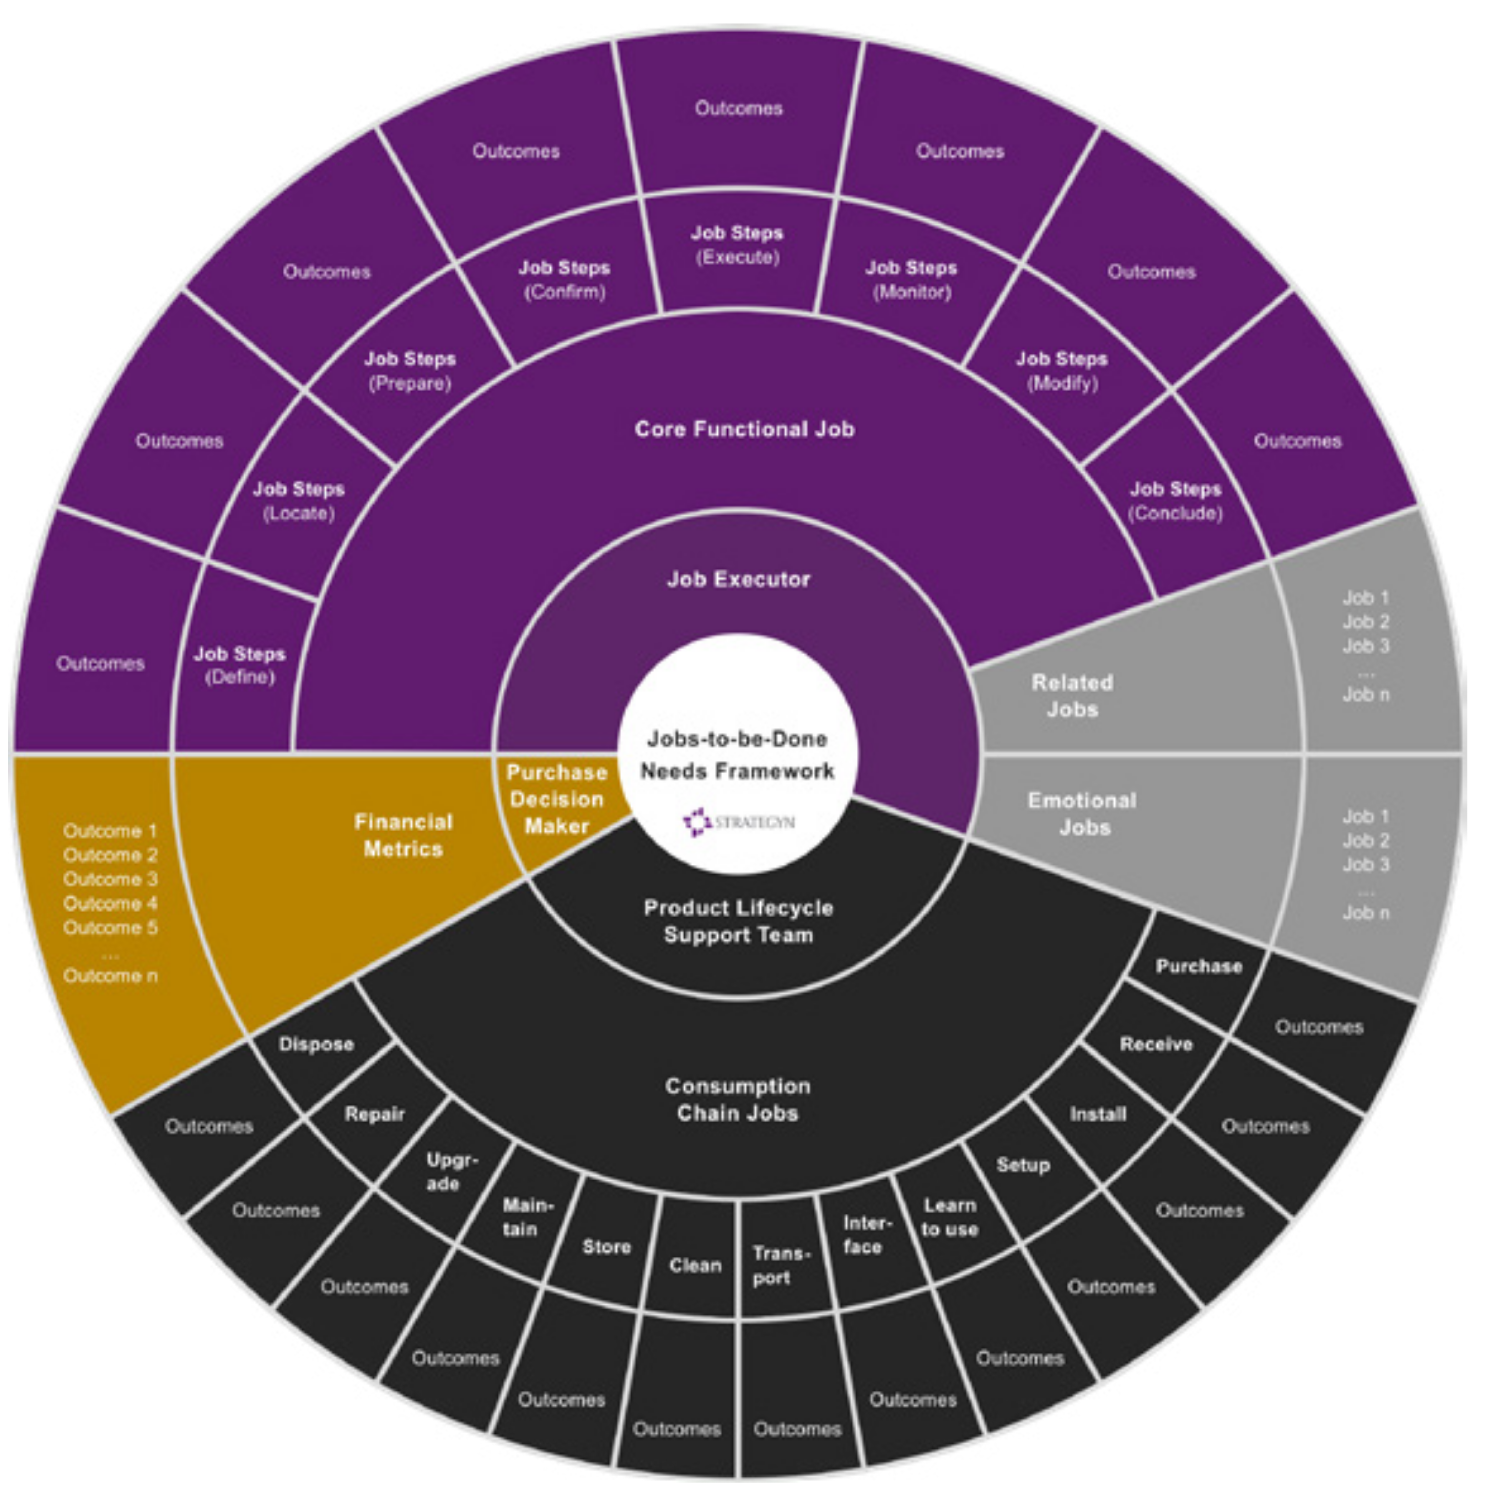 Jobs-to-be-Done
Needs Framework
STRATEGYN
Job Executor
Core Functional Job
Job Steps
(Define)
Outcomes
Job Steps
(Locate)
Outcomes
Job Steps
(Prepare)
Outcomes
Job Steps
(Confirm)
Outcomes
Job Steps
(Execute)
Outcomes
Job Steps
(Monitor)
Outcomes
Job Steps
(Modify)
Outcomes
Job Steps
(Conclude)
Outcomes
Related
Jobs
Job 1
Job 2
Job 3
...
Job n
Emotional
Jobs
Job 1
Job 2
Job 3
...
Job n
Product Lifecycle
Support Team
Consumption
Chain Jobs
Purchase
Outcomes
Receive
Outcomes
Install
Outcomes
Setup
Outcomes
Learn
to use
Outcomes
Inter-
face
Outcomes
Trans-
port
Outcomes
Clean
Outcomes
Store
Outcomes
Main-
tain
Outcomes
Upgr-
ade
Outcomes
Repair
Outcomes
Dispose
Outcomes
Purchase
Decision
Maker
Financial
Metrics
Outcome 1
Outcome 2
Outcome 3
Outcome 4
Outcome 5
...
Outcome n